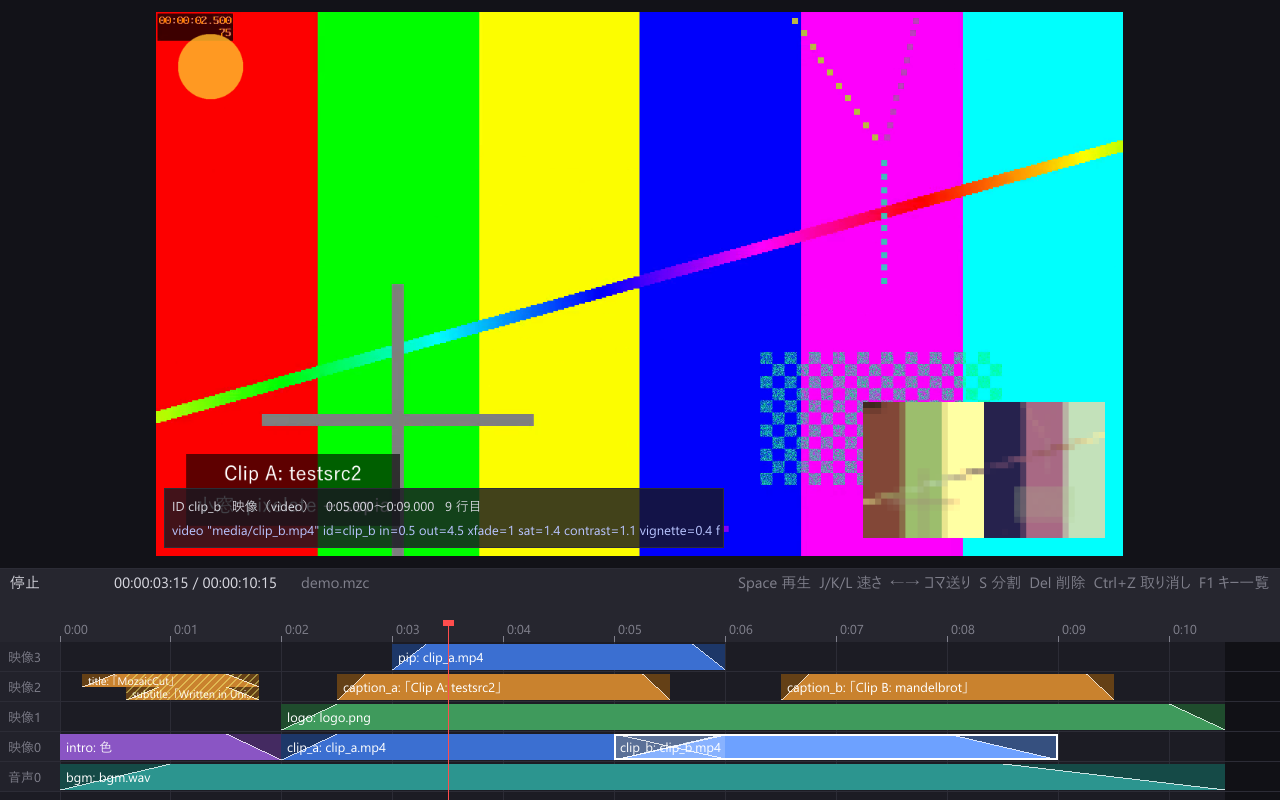 00:00:02.500
75
Clip A: testsrc2
ID clip_b 映像 (video) 0:05.000 - 0:09.000 9 行目
video "media/clip_b.mp4" id=clip_b in=0.5 out=4.5 xfade=1 sat=1.4 contrast=1.1 vignette=0.4 f
停止 00:00:03:15 / 00:00:10:15 demo.mzc Space 再生 J/K/L 速さ ←→ コマ送り S 分割 Del 削除 Ctrl+Z 取り消し F1 キー一覧
0:00 0:01 0:02 0:03 0:04 0:05 0:06 0:07 0:08 0:09 0:10
映像3 pip: clip_a.mp4
映像2 title: 「MozaicCut」 caption_a: 「Clip A: testsrc2」 caption_b: 「Clip B: mandelbrot」
subtitle: 「Written in
映像1 logo: logo.png
映像0 intro: 色 clip_a: clip_a.mp4 clip_b: clip_b.mp4
音声0 bgm: bgm.wav